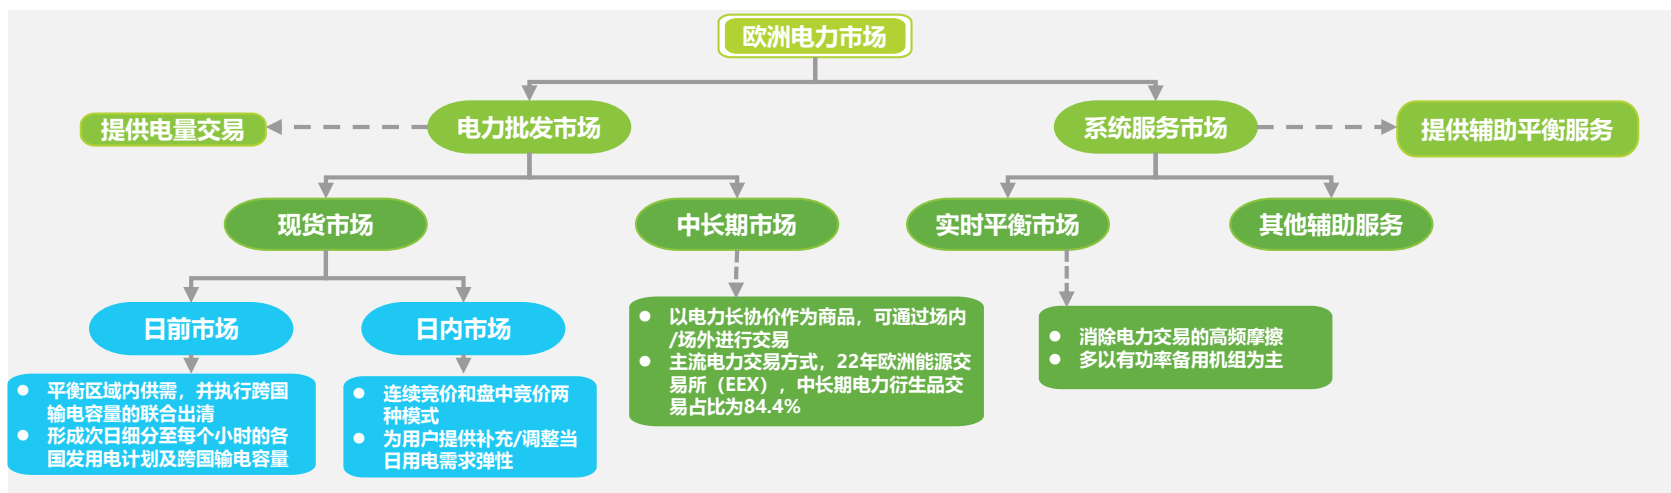 欧洲电力市场
提供电量交易
电力批发市场
系统服务市场
提供辅助平衡服务
现货市场
中长期市场
实时平衡市场
其他辅助服务
日前市场
日内市场
● 平衡区域内供需，并执行跨国
输电容量的联合出清
● 形成次日细分至每个小时的各
国发用电计划及跨国输电容量
● 连续竞价和盘中竞价两
种模式
● 为用户提供补充/调整当
日用电需求弹性
● 以电力长协价作为商品，可通过场内
/场外进行交易
● 主流电力交易方式，22年欧洲能源交
易所（EEX），中长期电力衍生品交
易占比为84.4%
● 消除电力交易的高频摩擦
● 多以有功率备用机组为主